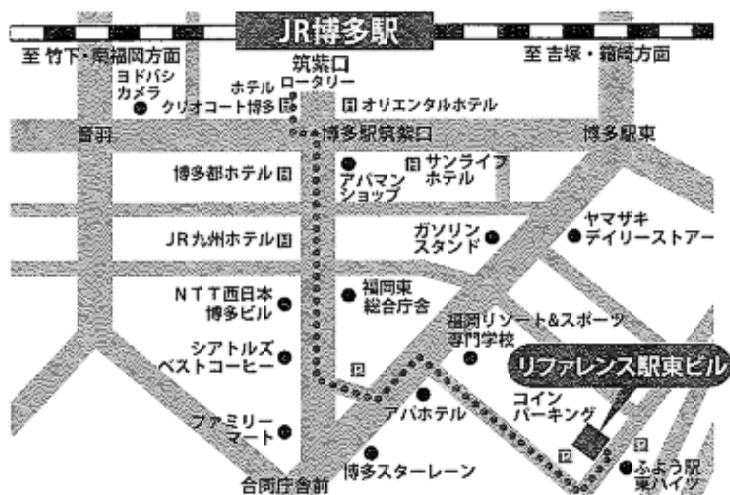 JR博多駅
至 竹下・南福岡方面
至 吉塚・箱崎方面
筑紫口
ロータリー
ヨドバシ
カメラ
ホテル
クリオコート博多
オリエンタルホテル
音羽
博多駅筑紫口
博多駅東
博多都ホテル
アパマン
ショップ
サンライフ
ホテル
JR九州ホテル
ガソリン
スタンド
ヤマザキ
デイリーストアー
NTT西日本
博多ビル
福岡東
総合庁舎
福岡リゾート&スポーツ
専門学校
シアトルズ
ベストコーヒー
リファレンス駅東ビル
アパホテル
コイン
パーキング
ファミリー
マート
博多スターレーン
ふよう駅
東ハイツ
合同庁舎前